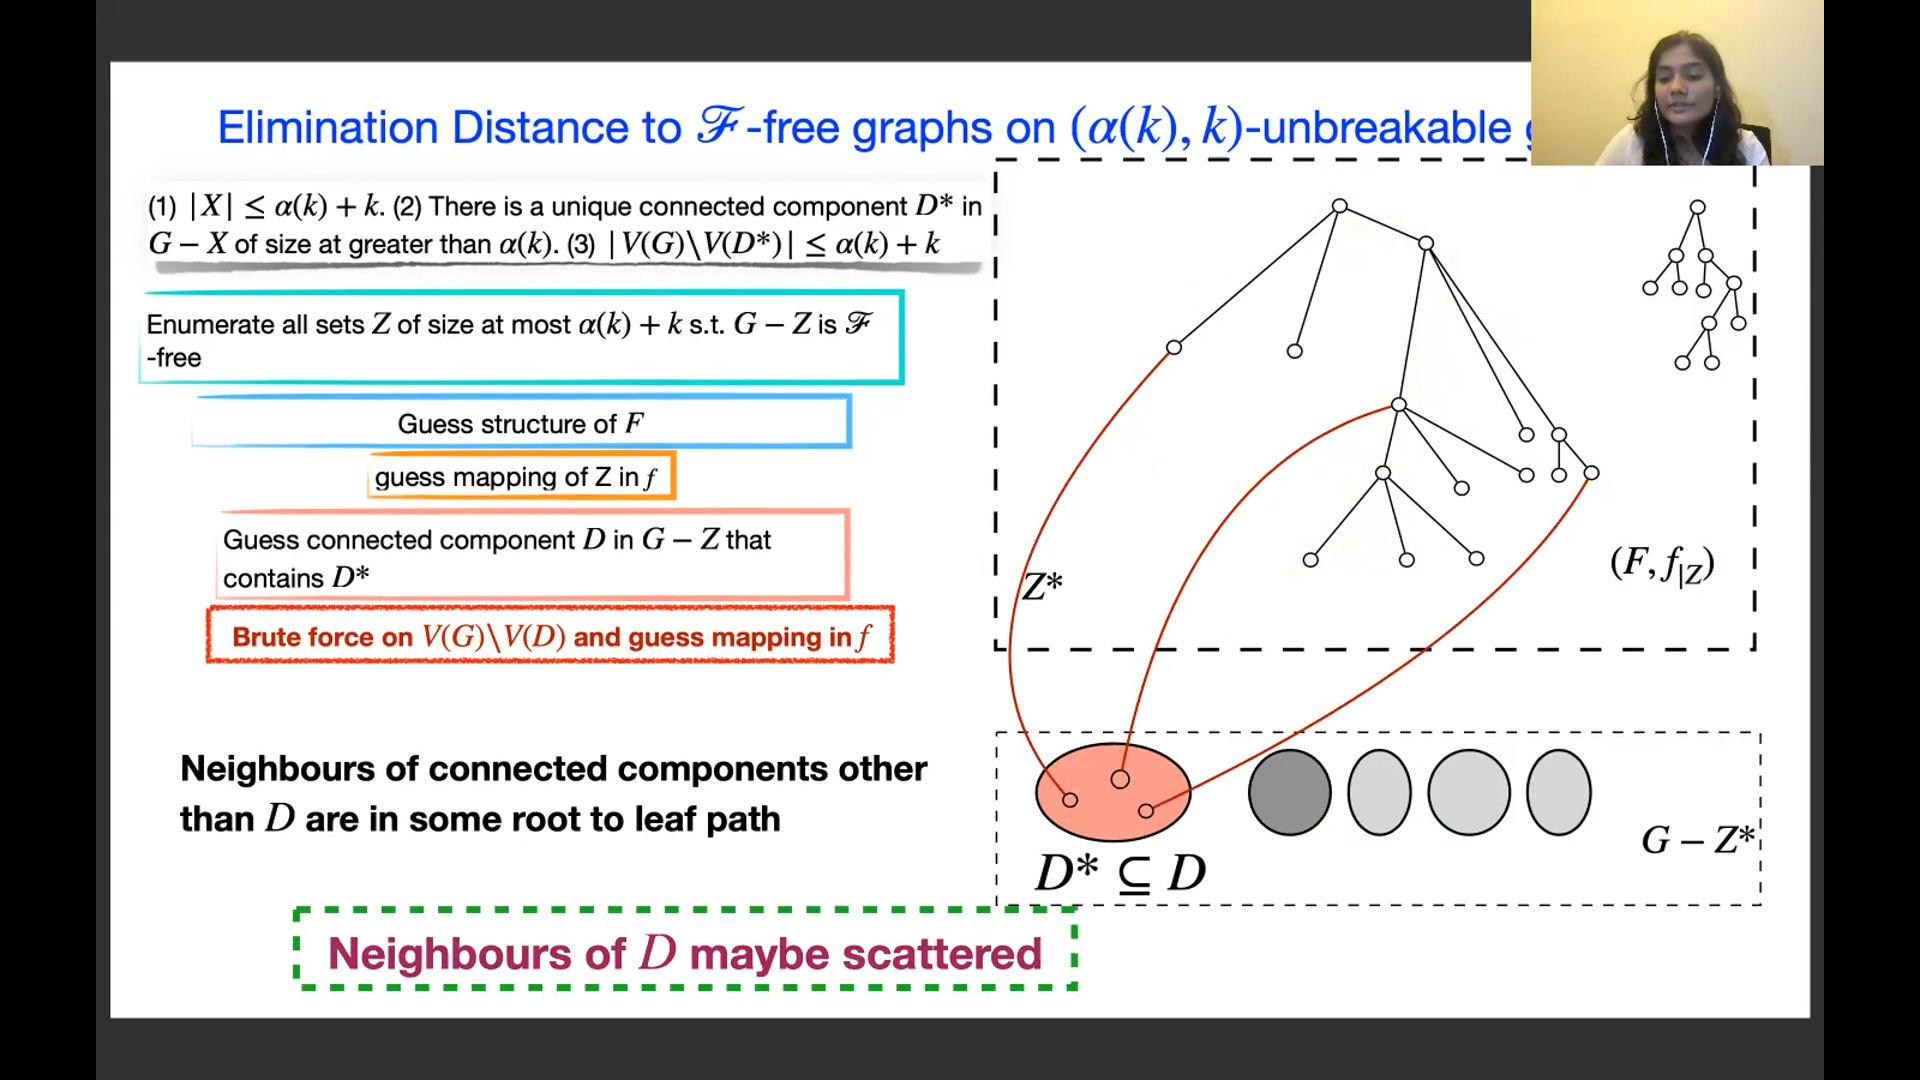 Elimination Distance to ℱ-free graphs on (α(k), k)-unbreakable
(1) |X| ≤ α(k) + k. (2) There is a unique connected component D* in
G − X of size at greater than α(k). (3) |V(G)\V(D*)| ≤ α(k) + k
Enumerate all sets Z of size at most α(k) + k s.t. G − Z is ℱ
-free
Guess structure of F
guess mapping of Z in f
Guess connected component D in G − Z that
contains D*
Brute force on V(G)\V(D) and guess mapping in f
Neighbours of connected components other
than D are in some root to leaf path
Neighbours of D maybe scattered
(F, f|Z)
Z*
G − Z*
D* ⊆ D